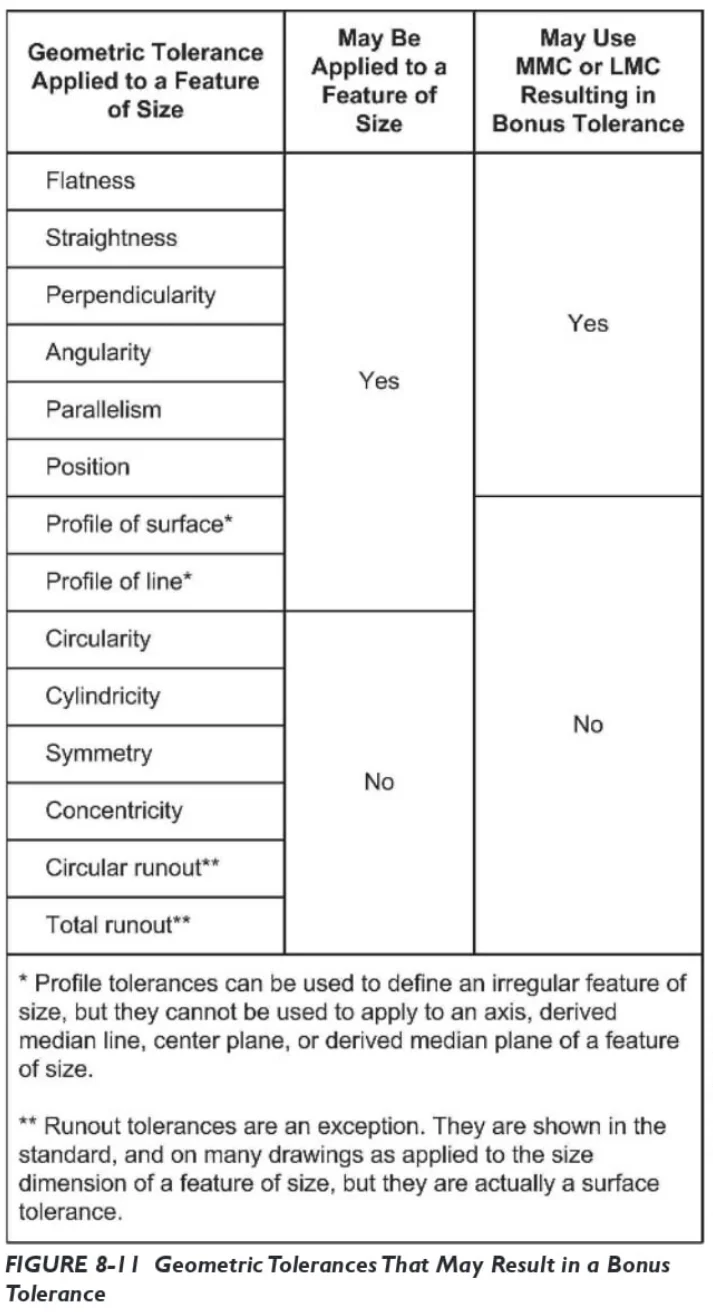 Geometric Tolerance
Applied to a Feature
of Size
May Be
Applied to a
Feature of
Size
May Use
MMC or LMC
Resulting in
Bonus Tolerance
Flatness
Straightness
Perpendicularity
Angularity
Parallelism
Position
Profile of surface*
Profile of line*
Circularity
Cylindricity
Symmetry
Concentricity
Circular runout**
Total runout**
Yes
No
Yes
No
* Profile tolerances can be used to define an irregular feature of
size, but they cannot be used to apply to an axis, derived
median line, center plane, or derived median plane of a feature
of size.
** Runout tolerances are an exception. They are shown in the
standard, and on many drawings as applied to the size
dimension of a feature of size, but they are actually a surface
tolerance.
FIGURE 8-11 Geometric Tolerances That May Result in a Bonus
Tolerance